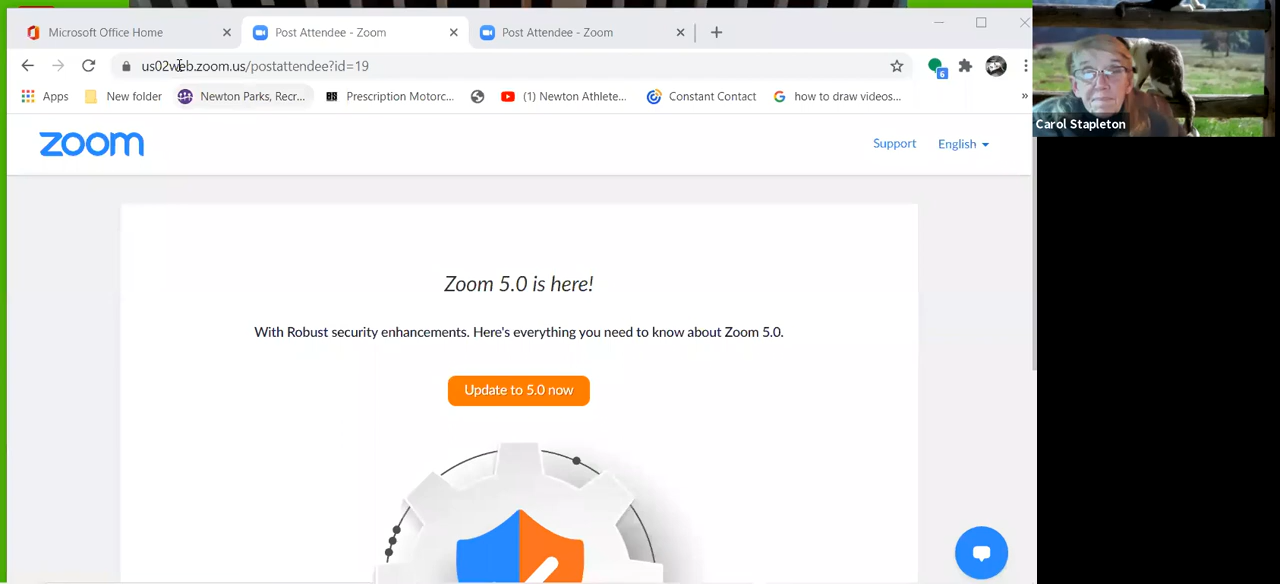 Microsoft Office Home
Post Attendee - Zoom
Post Attendee - Zoom
us02web.zoom.us/postattendee?id=19
6
Apps
New folder
Newton Parks, Recr...
Prescription Motorc...
(1) Newton Athlete...
Constant Contact
how to draw videos...
»
Carol Stapleton
zoom
Support
English
Zoom 5.0 is here!
With Robust security enhancements. Here's everything you need to know about Zoom 5.0.
Update to 5.0 now